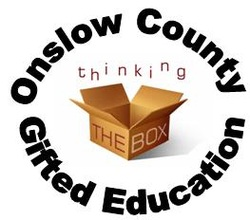 Onslow County
thinking
THE BOX
Gifted Education